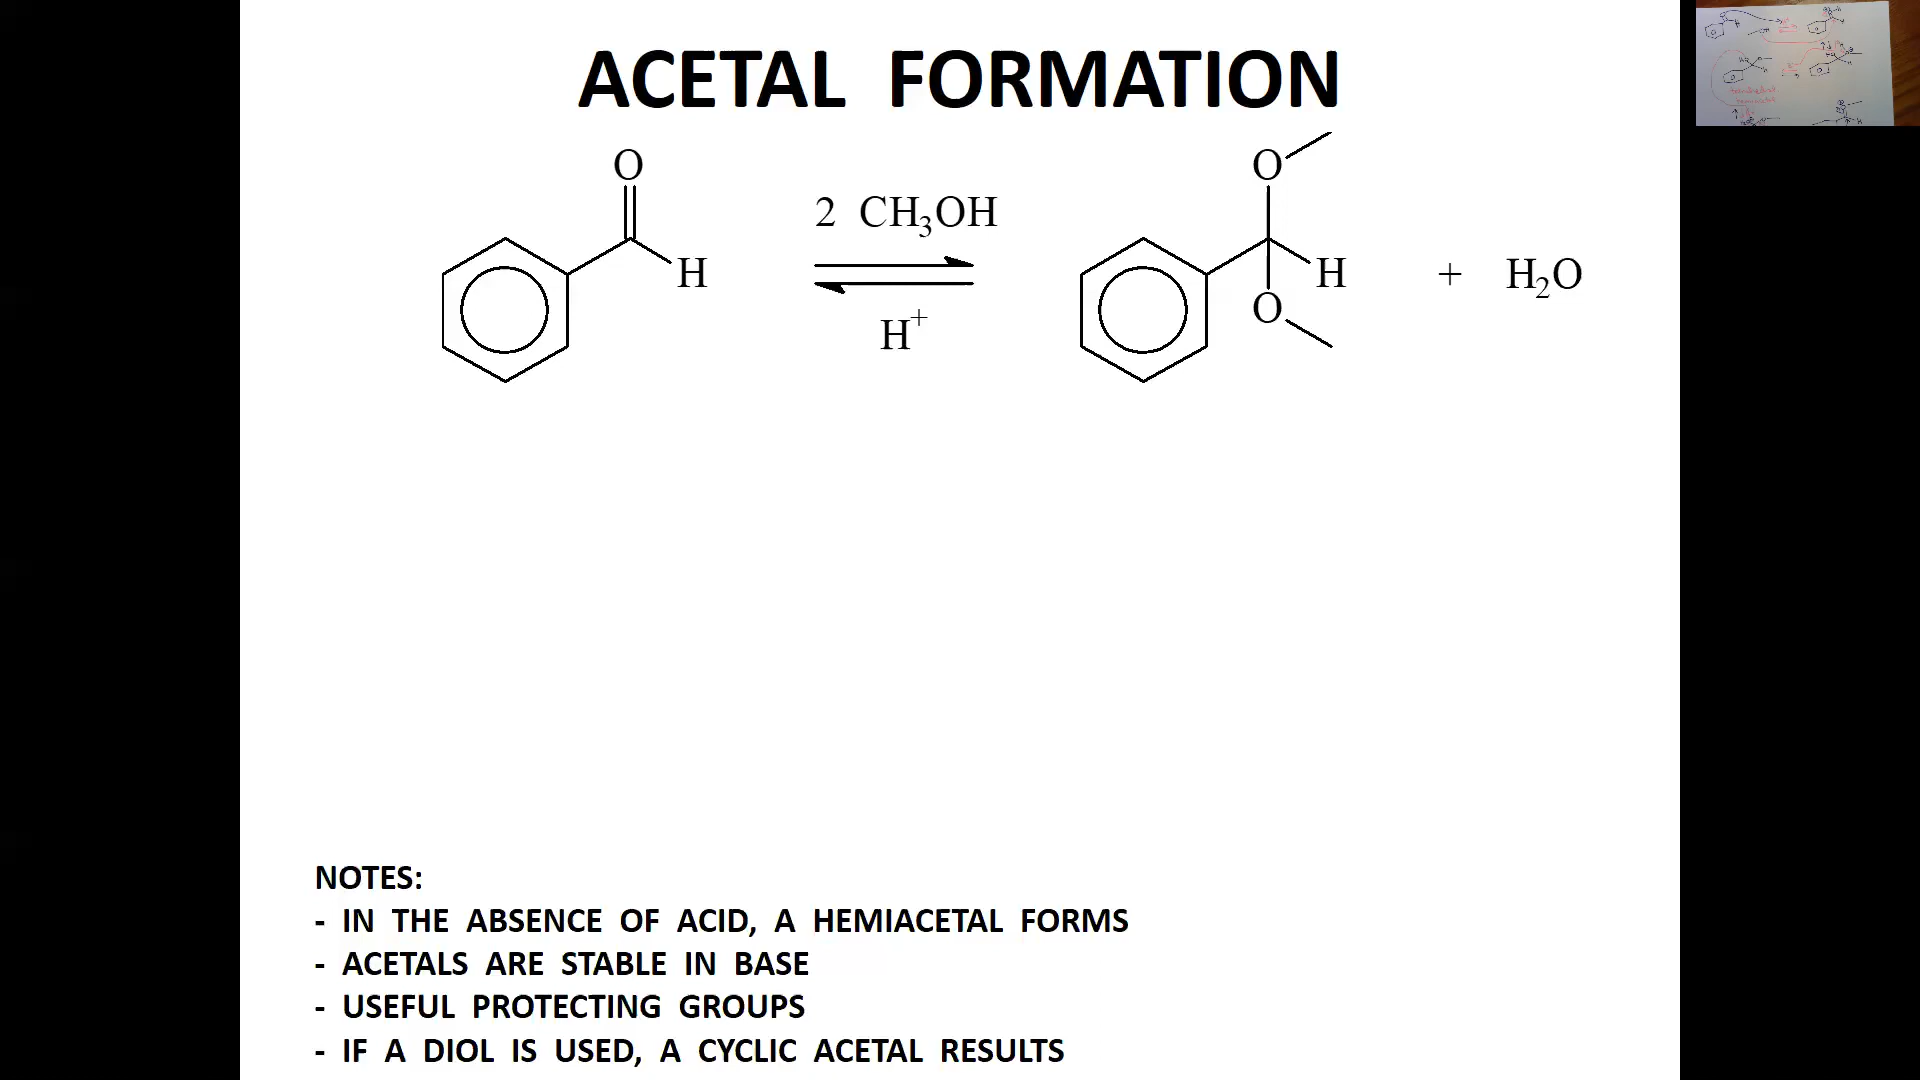 ACETAL FORMATION
O
H
2 CH₃OH
H⁺
O
H
O
+ H₂O
NOTES:
- IN THE ABSENCE OF ACID, A HEMIACETAL FORMS
- ACETALS ARE STABLE IN BASE
- USEFUL PROTECTING GROUPS
- IF A DIOL IS USED, A CYCLIC ACETAL RESULTS